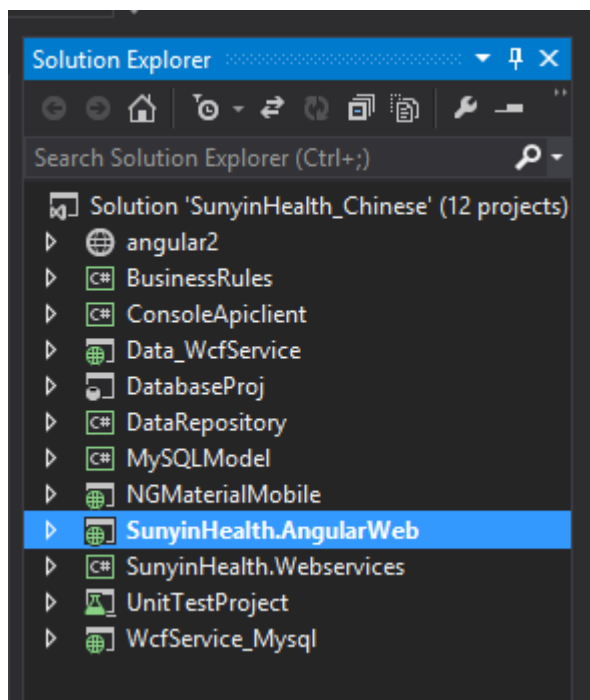 Solution Explorer
Search Solution Explorer (Ctrl+;)
Solution 'SunyinHealth_Chinese' (12 projects)
angular2
C# BusinessRules
C# ConsoleApiclient
Data_WcfService
DatabaseProj
C# DataRepository
C# MySQLModel
NGMaterialMobile
SunyinHealth.AngularWeb
C# SunyinHealth.Webservices
UnitTestProject
WcfService_Mysql